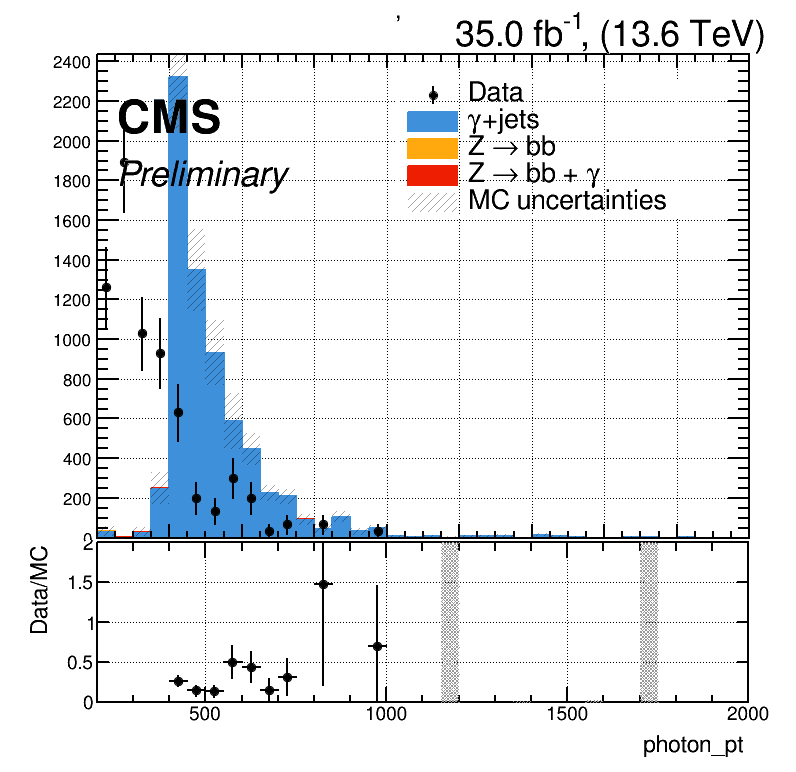 ,
35.0 fb-1, (13.6 TeV)
2400
2200
2000
1800
1600
1400
1200
1000
800
600
400
200
0
CMS
Preliminary
Data
γ+jets
Z → bb
Z → bb + γ
MC uncertainties
Data/MC
2
1.5
1
0.5
0
500 1000 1500 2000
photon_pt